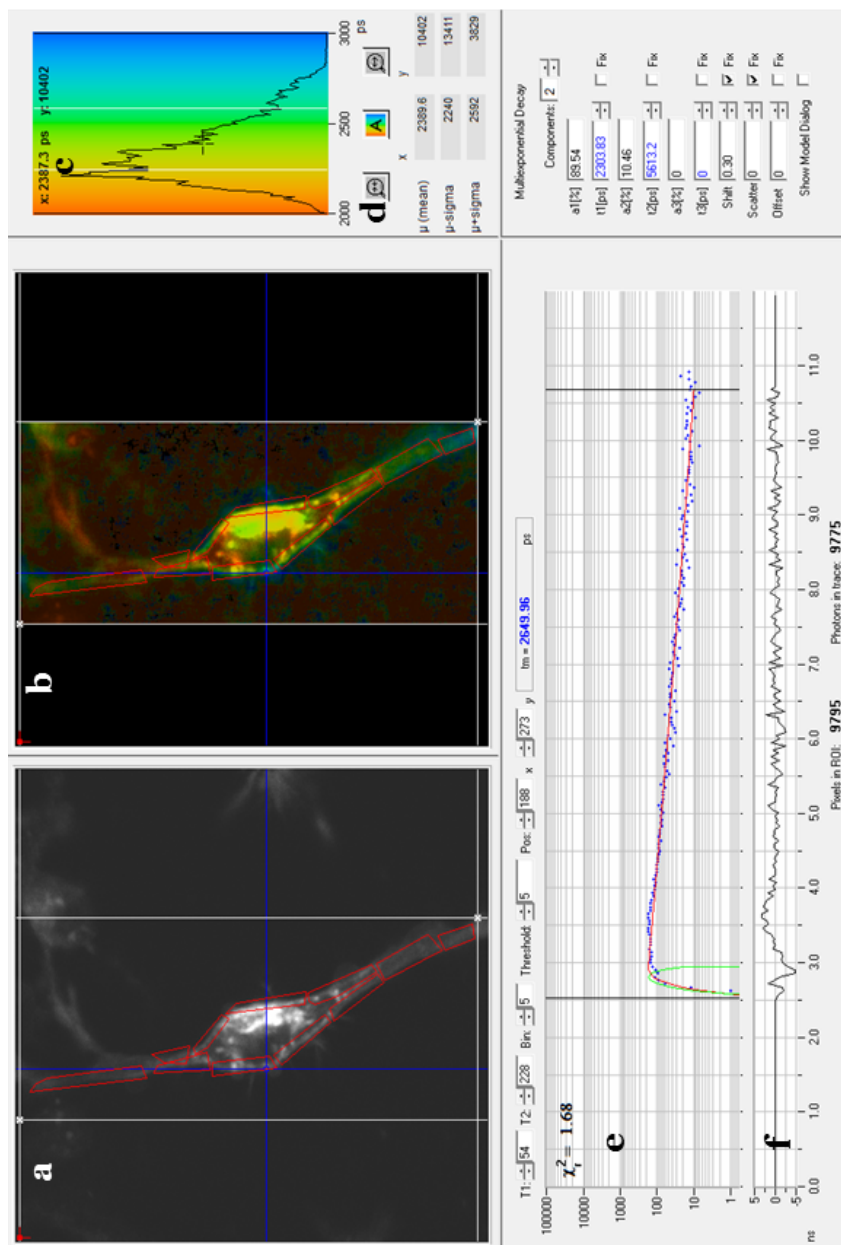 a
b
x: 2387.3 ps y: 10402
c
2000 2500 3000
ps
d
x y
µ (mean) 2389.6 10402
µ-sigma 2240 13411
µ+sigma 2592 3829
T1: 54 T2: 228 Bin: 5 Threshold: 5 Pos: 188 x 273 y tm = 2649.96 ps
χr² = 1.68
e
100000
10000
1000
100
10
1
f
5
0
-5
ns 0.0 1.0 2.0 3.0 4.0 5.0 6.0 7.0 8.0 9.0 10.0 11.0
Pixels in ROI: 9795 Photons in trace: 9775
Multiexponential Decay
Components: 2
a1[%] 89.54
t1[ps] 2303.83 Fix
a2[%] 10.46
t2[ps] 5613.2 Fix
a3[%] 0
t3[ps] 0 Fix
Shift 0.30 Fix
Scatter 0 Fix
Offset 0 Fix
Show Model Dialog